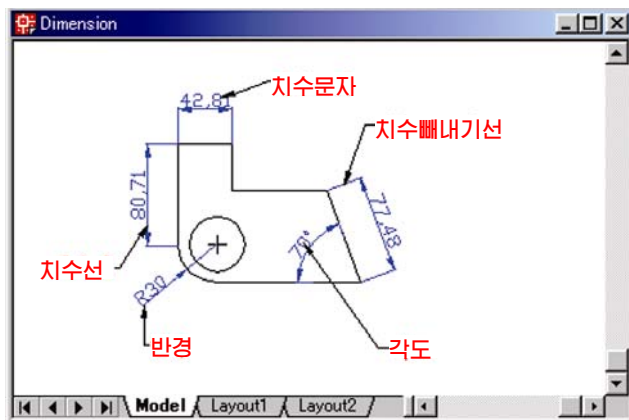 Dimension
치수문자
42,81
치수빼내기선
80,71
77,48
70°
치수선
R30
반경
각도
Model
Layout1
Layout2